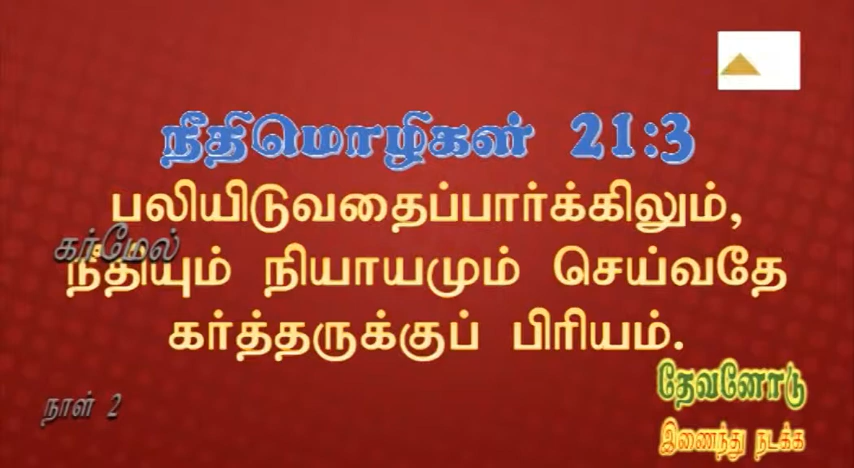 நீதிமொழிகள் 21:3
பலியிடுவதைப்பார்க்கிலும்,
கர்மேல்
நீதியும் நியாயமும் செய்வதே
கர்த்தருக்குப் பிரியம்.
தேவனோடு
நாள் 2
இணைந்து நடக்க